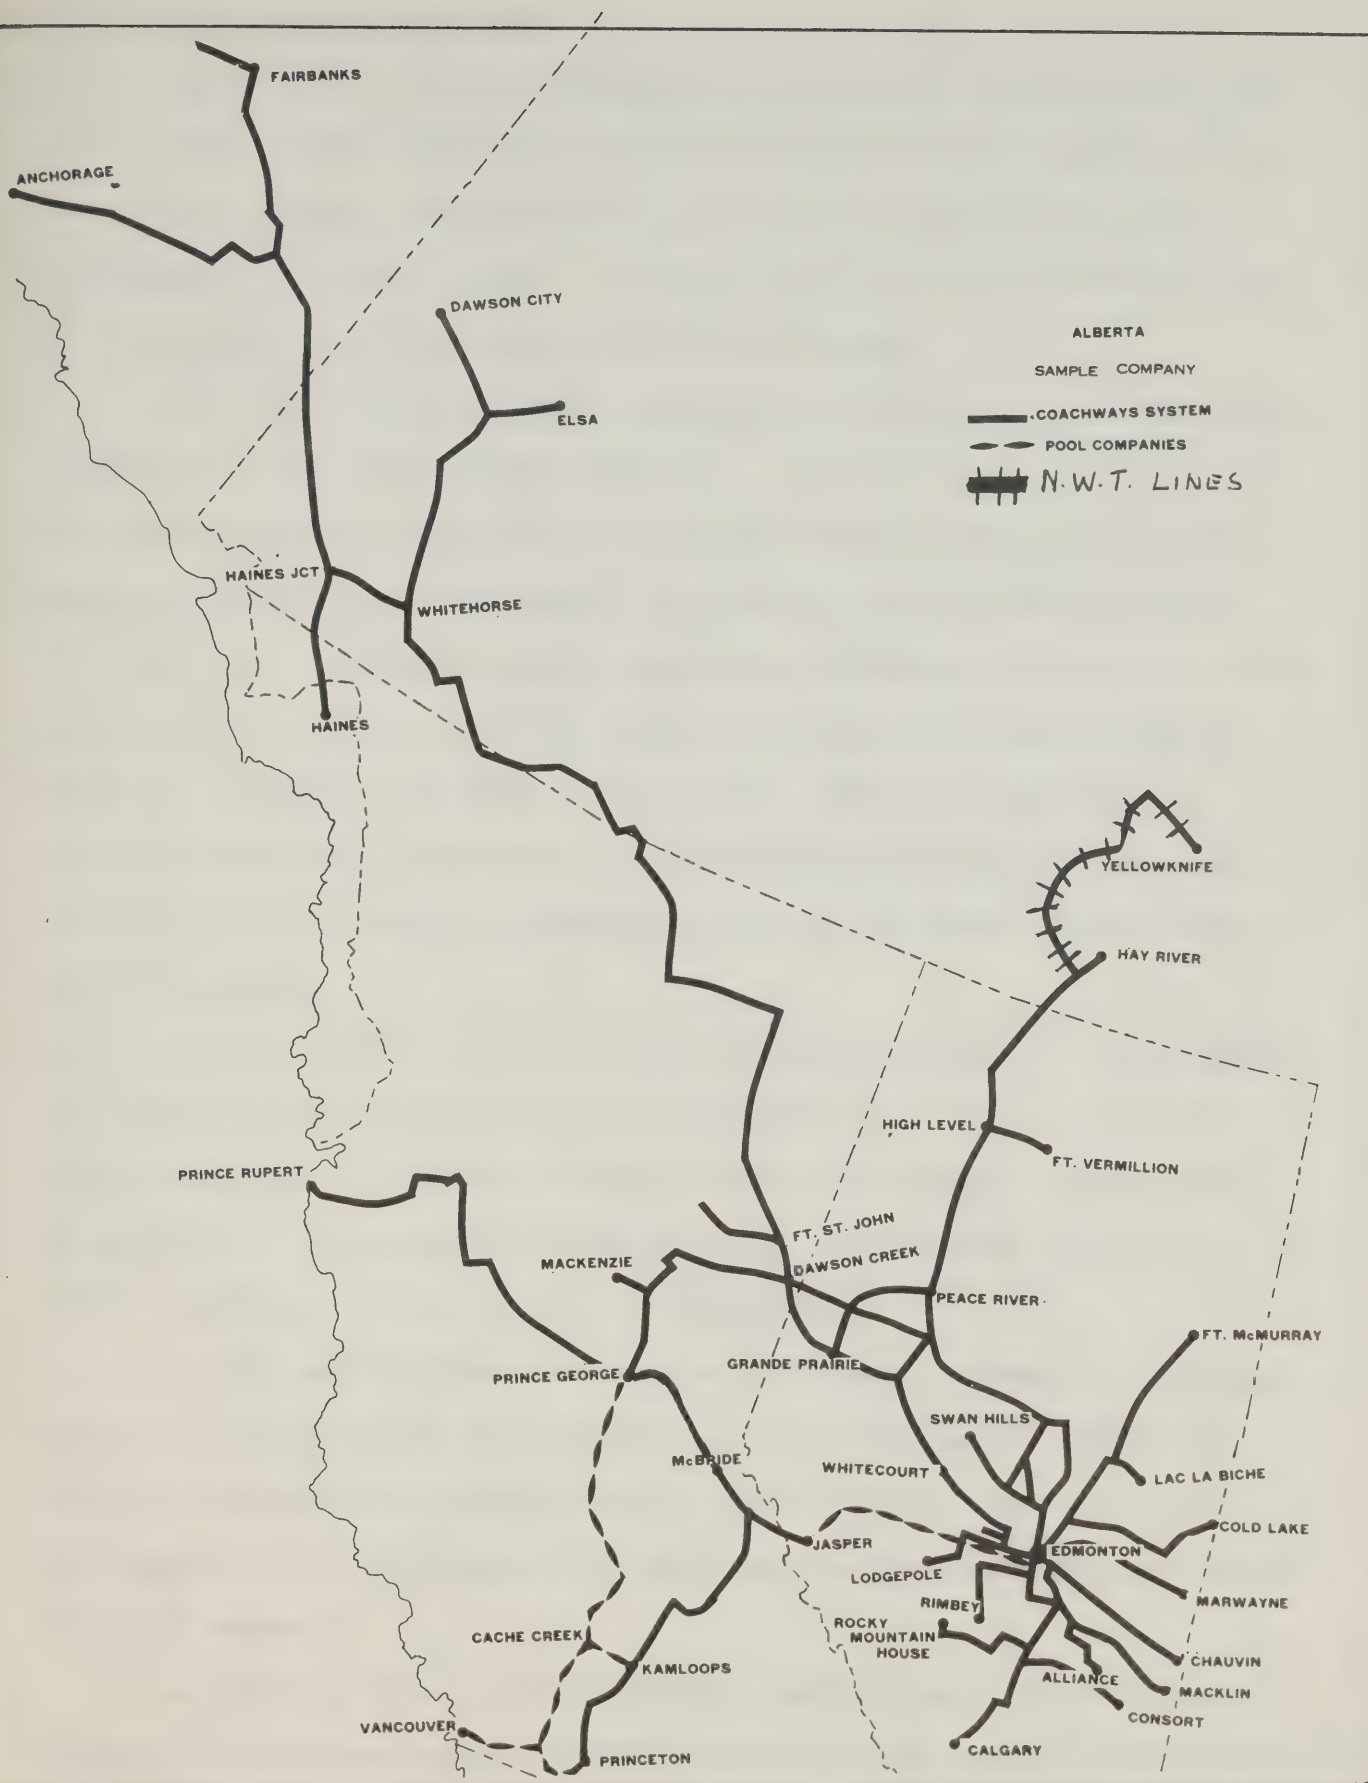 FAIRBANKS
ANCHORAGE
DAWSON CITY
ELSA
ALBERTA
SAMPLE COMPANY
COACHWAYS SYSTEM
POOL COMPANIES
N.W.T. LINES
HAINES JCT
WHITEHORSE
HAINES
YELLOWKNIFE
HAY RIVER
HIGH LEVEL
FT. VERMILLION
PRINCE RUPERT
FT. ST. JOHN
MACKENZIE
DAWSON CREEK
PEACE RIVER
FT. McMURRAY
GRANDE PRAIRIE
PRINCE GEORGE
SWAN HILLS
McBRIDE
WHITECOURT
LAC LA BICHE
COLD LAKE
JASPER
EDMONTON
LODGEPOLE
MARWAYNE
RIMBEY
ROCKY
MOUNTAIN
HOUSE
CACHE CREEK
KAMLOOPS
CHAUVIN
ALLIANCE
MACKLIN
CONSORT
VANCOUVER
CALGARY
PRINCETON